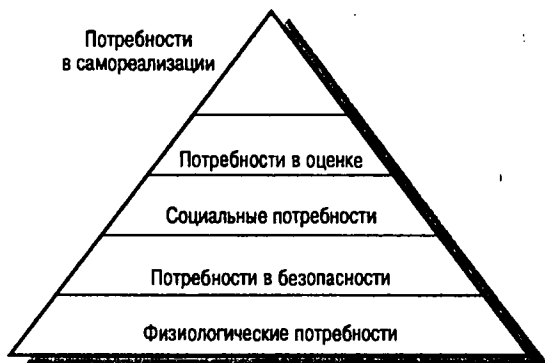 Потребности
в самореализации
Потребности в оценке
Социальные потребности
Потребности в безопасности
Физиологические потребности